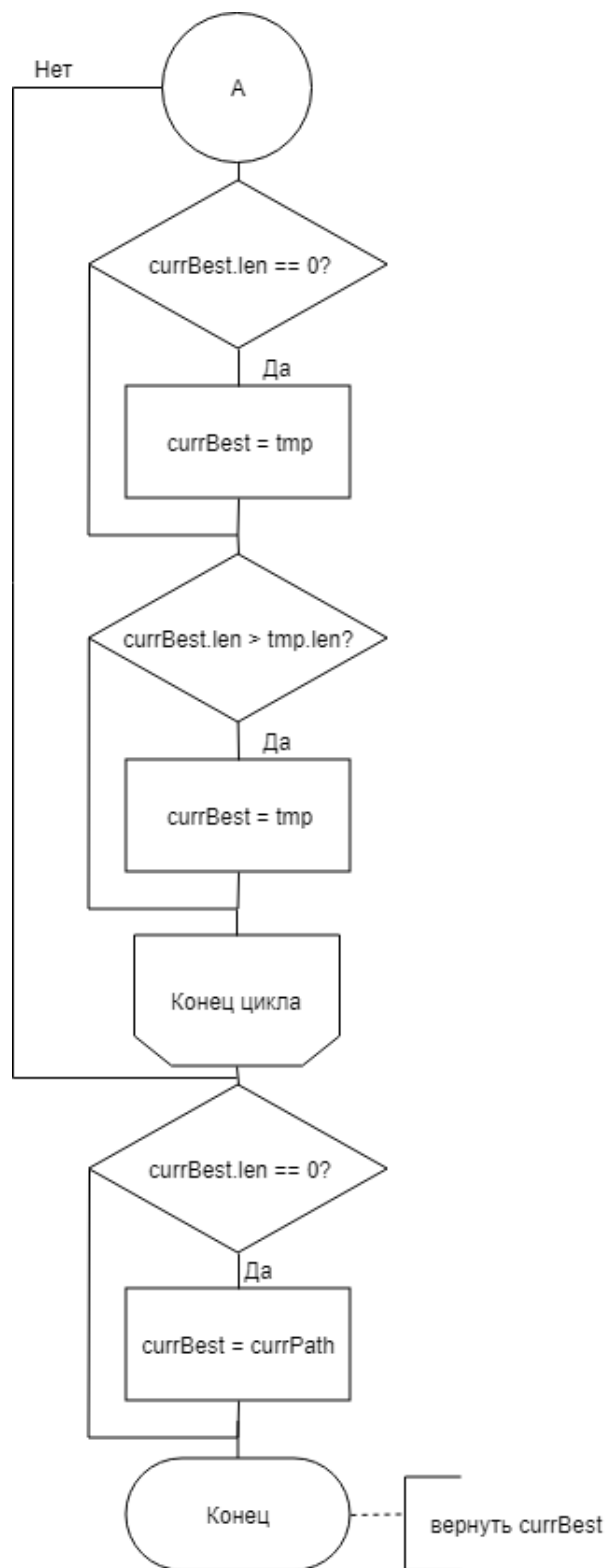 Нет
A
currBest.len == 0?
Да
currBest = tmp
currBest.len > tmp.len?
Да
currBest = tmp
Конец цикла
currBest.len == 0?
Да
currBest = currPath
Конец
вернуть currBest